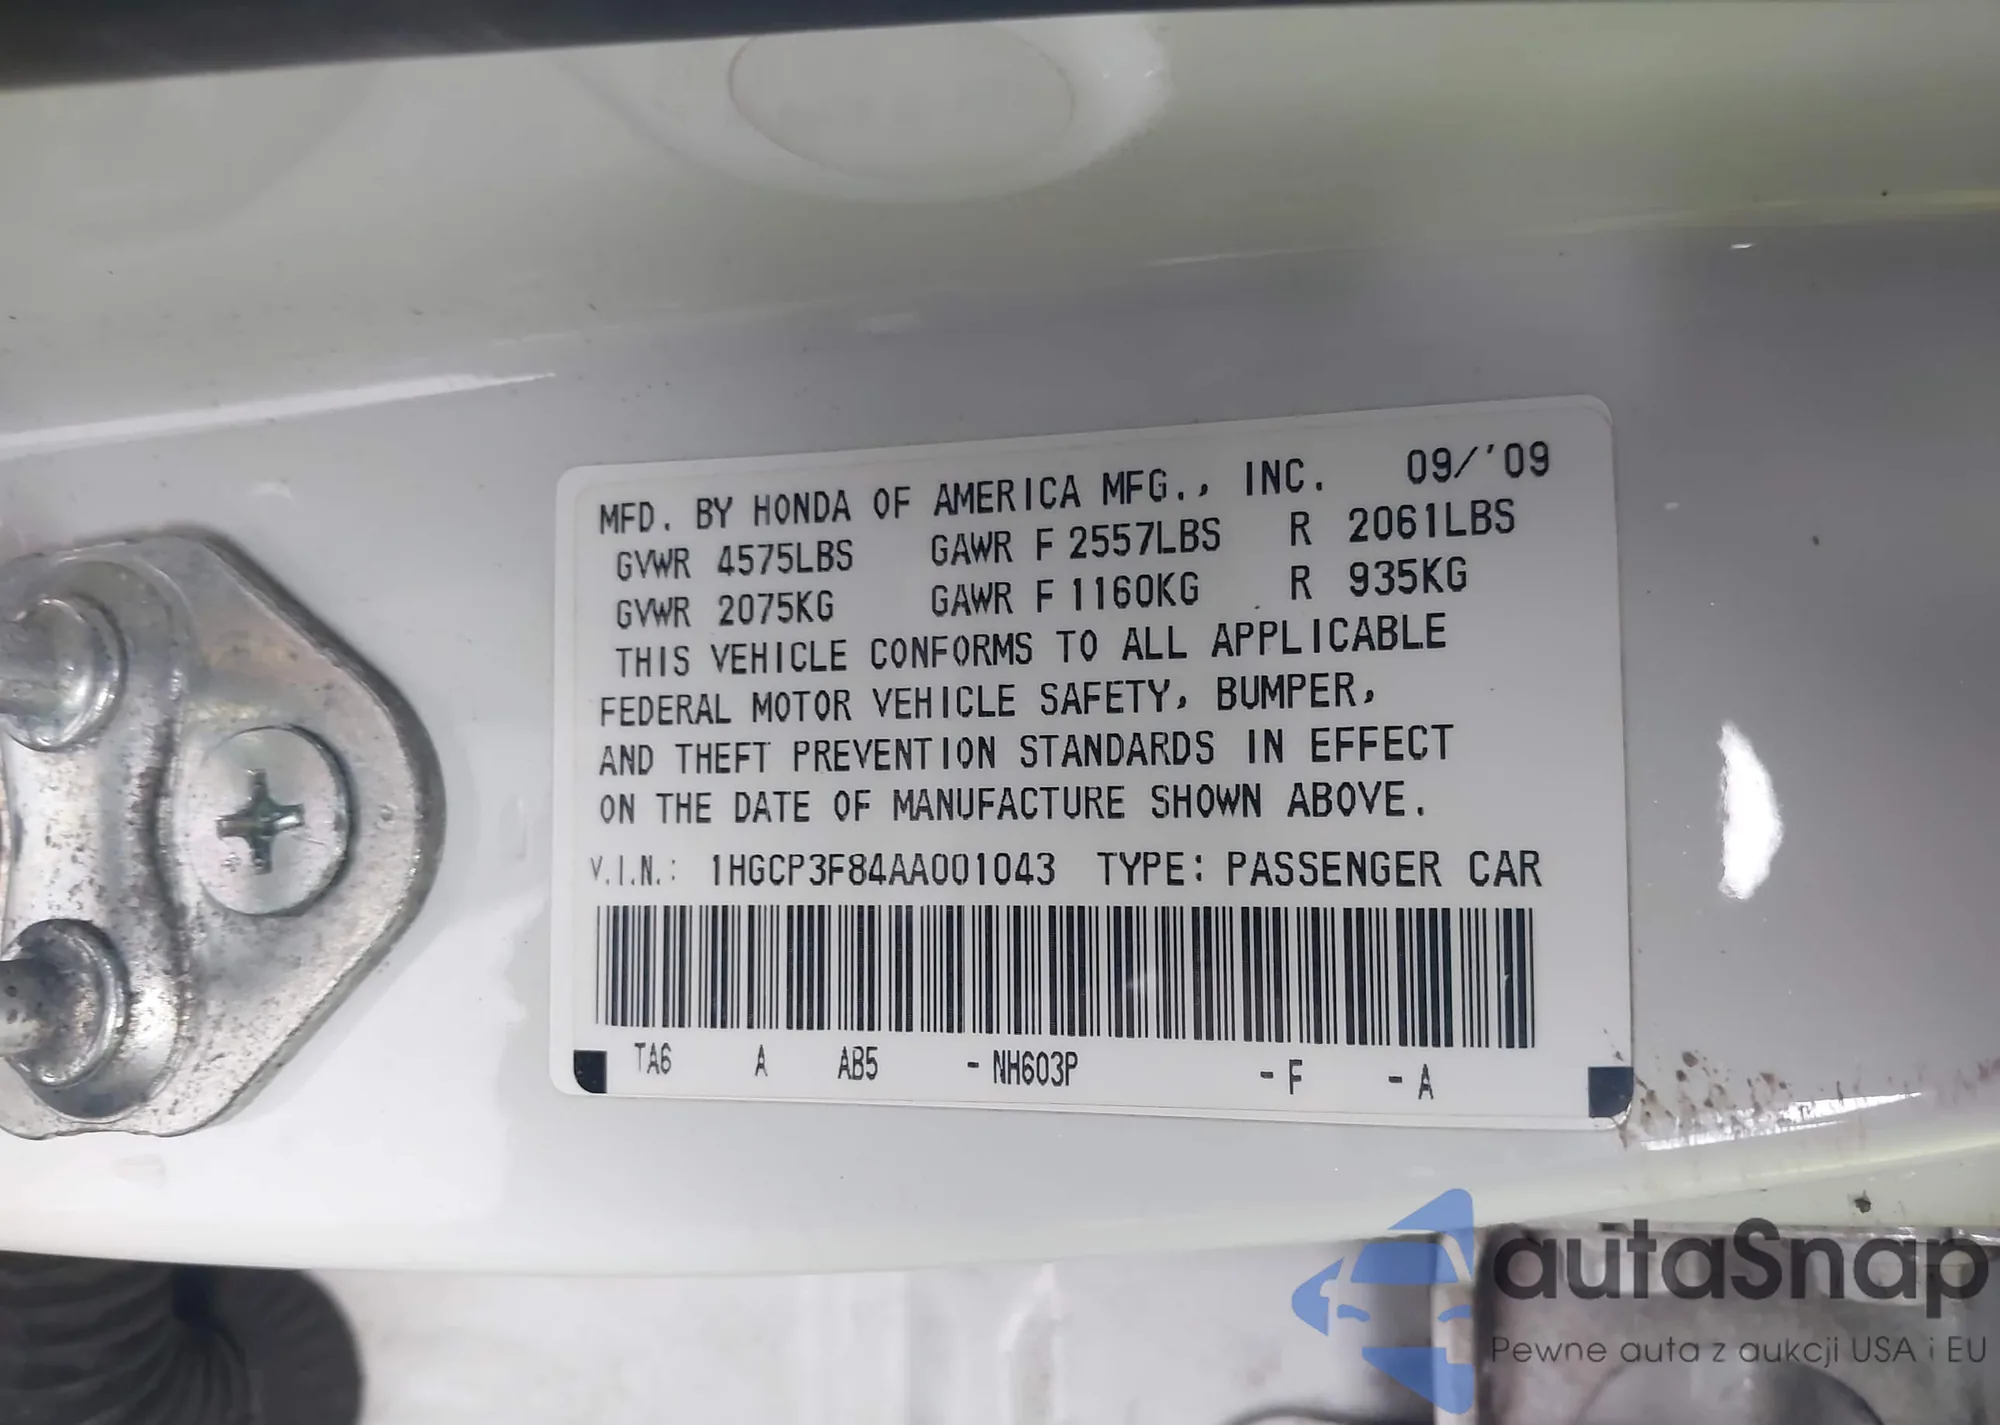 MFD. BY HONDA OF AMERICA MFG., INC. 09/'09
GVWR 4575LBS GAWR F 2557LBS R 2061LBS
GVWR 2075KG GAWR F 1160KG R 935KG
THIS VEHICLE CONFORMS TO ALL APPLICABLE
FEDERAL MOTOR VEHICLE SAFETY, BUMPER,
AND THEFT PREVENTION STANDARDS IN EFFECT
ON THE DATE OF MANUFACTURE SHOWN ABOVE.
V.I.N.: 1HGCP3F84AA001043 TYPE: PASSENGER CAR
TA6 A AB5 -NH603P -F -A
autaSnap
Pewne auta z aukcji USA i EU